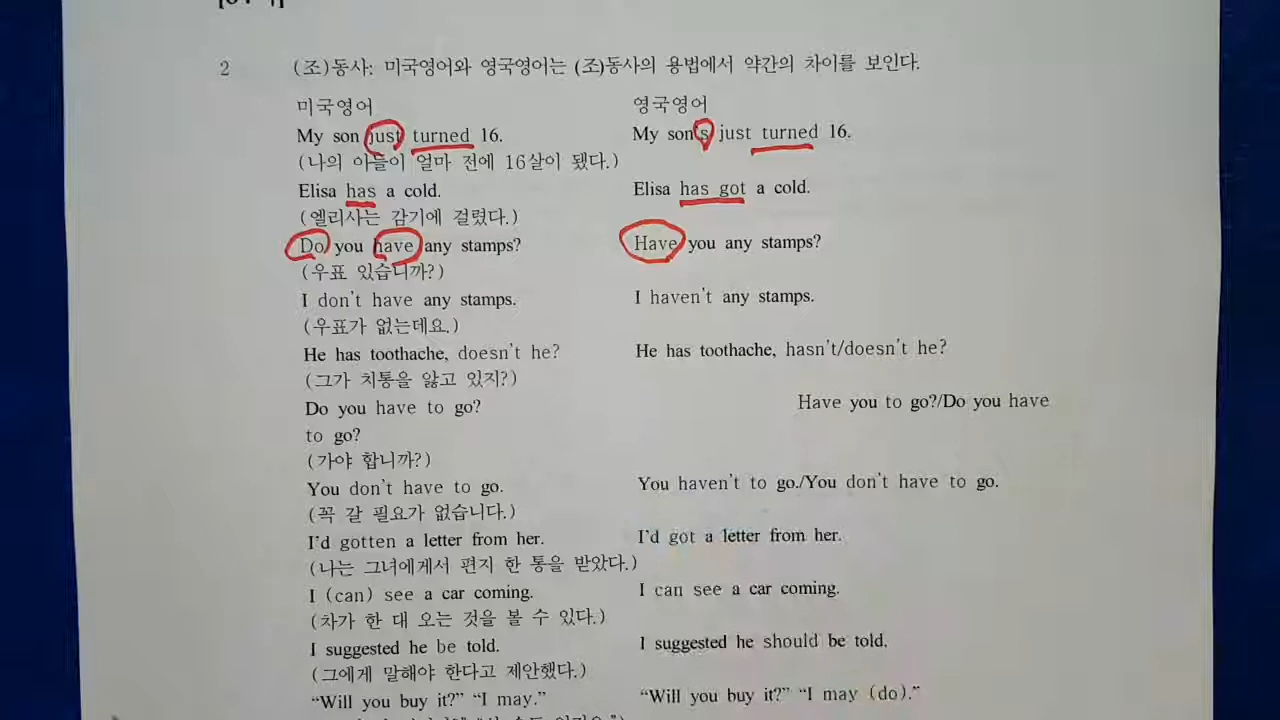 2 (조)동사: 미국영어와 영국영어는 (조)동사의 용법에서 약간의 차이를 보인다.
미국영어 영국영어
My son just turned 16. My son's just turned 16.
(나의 아들이 얼마 전에 16살이 됐다.)
Elisa has a cold. Elisa has got a cold.
(엘리사는 감기에 걸렸다.)
Do you have any stamps? Have you any stamps?
(우표 있습니까?)
I don't have any stamps. I haven't any stamps.
(우표가 없는데요.)
He has toothache, doesn't he? He has toothache, hasn't/doesn't he?
(그가 치통을 앓고 있지?)
Do you have to go? Have you to go?/Do you have
to go?
(가야 합니까?)
You don't have to go. You haven't to go./You don't have to go.
(꼭 갈 필요가 없습니다.)
I'd gotten a letter from her. I'd got a letter from her.
(나는 그녀에게서 편지 한 통을 받았다.)
I (can) see a car coming. I can see a car coming.
(차가 한 대 오는 것을 볼 수 있다.)
I suggested he be told. I suggested he should be told.
(그에게 말해야 한다고 제안했다.)
“Will you buy it?” “I may.” “Will you buy it?” “I may (do).”